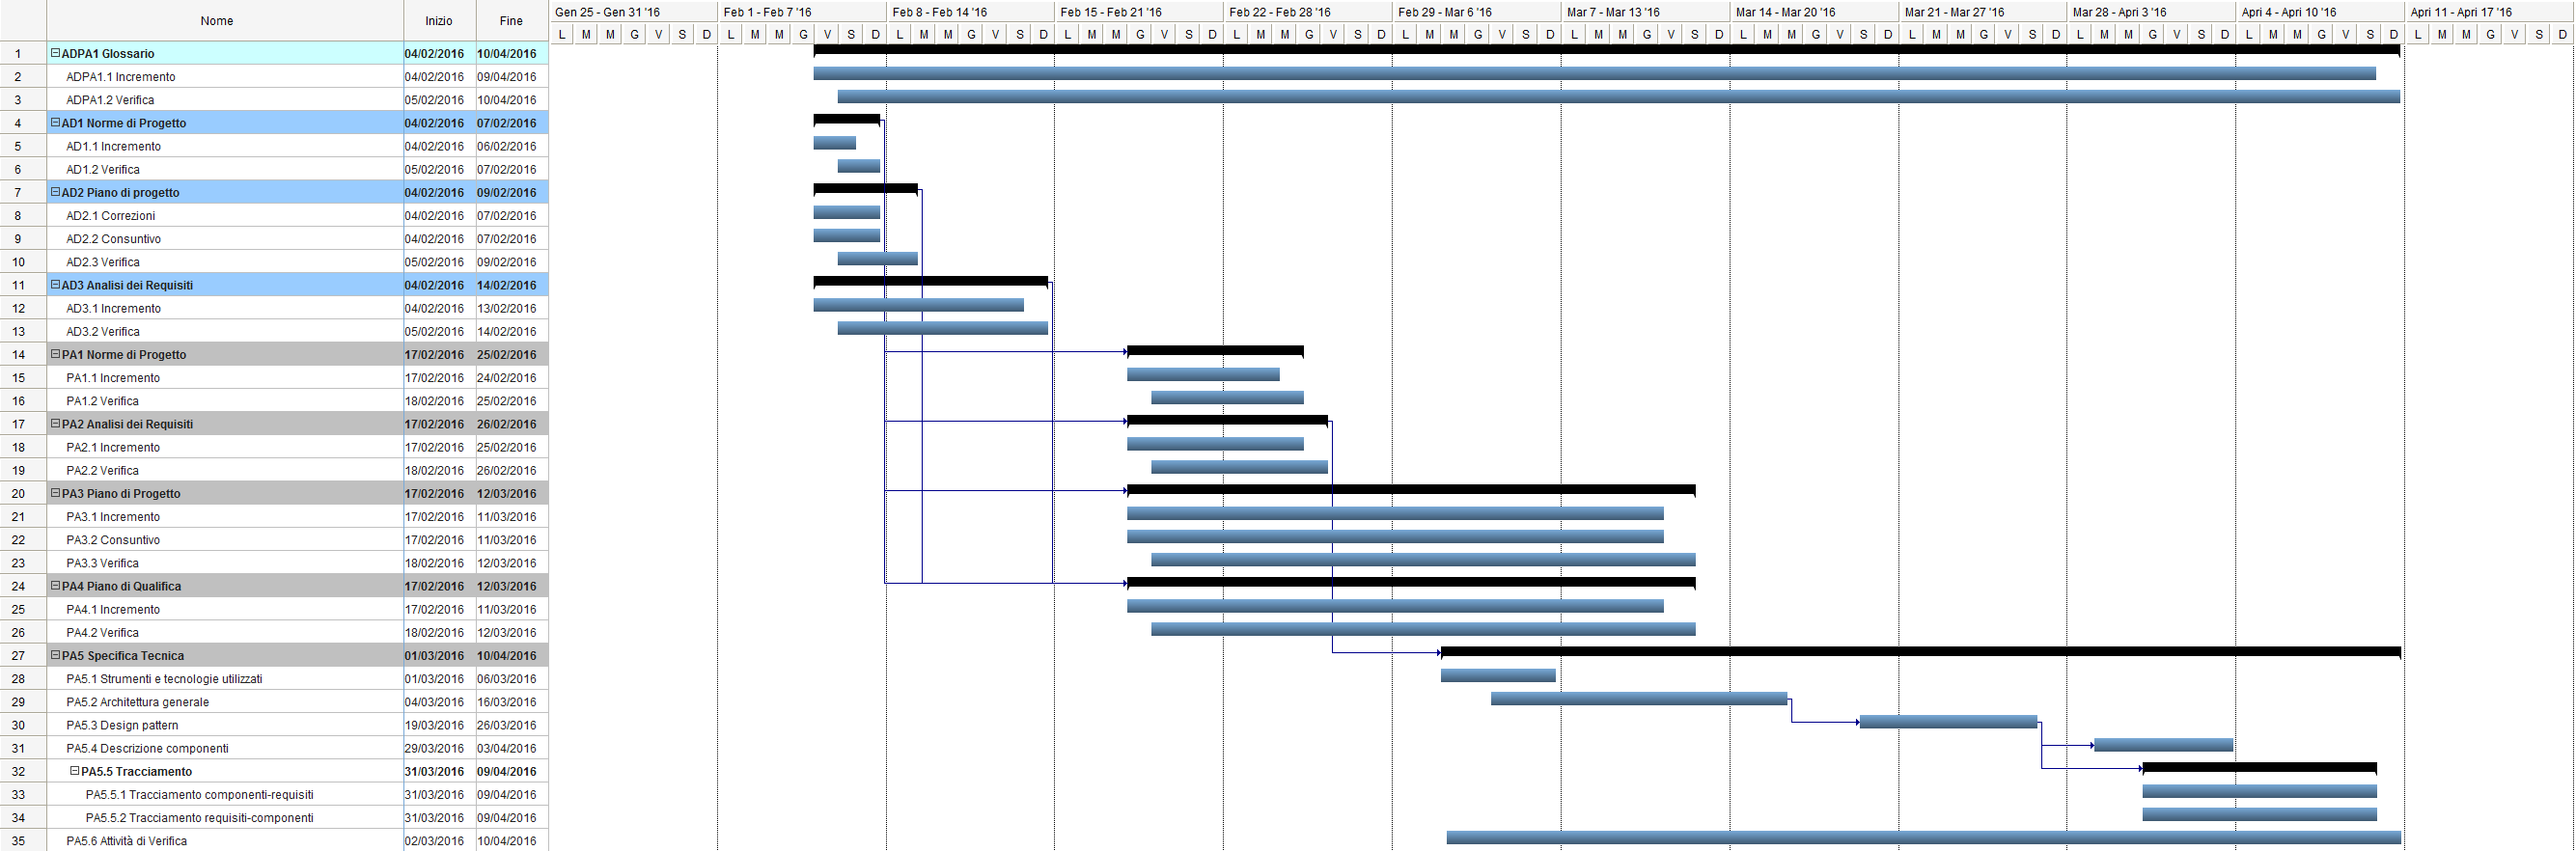 Nome Inizio Fine Gen 25 - Gen 31 '16 Feb 1 - Feb 7 '16 Feb 8 - Feb 14 '16 Feb 15 - Feb 21 '16 Feb 22 - Feb 28 '16 Feb 29 - Mar 6 '16 Mar 7 - Mar 13 '16 Mar 14 - Mar 20 '16 Mar 21 - Mar 27 '16 Mar 28 - Apri 3 '16 Apri 4 - Apri 10 '16 Apri 11 - Apri 17 '16
L M M G V S D L M M G V S D L M M G V S D L M M G V S D L M M G V S D L M M G V S D L M M G V S D L M M G V S D L M M G V S D L M M G V S D L M M G V S D L M M G V S D
1 ADPA1 Glossario 04/02/2016 10/04/2016
2 ADPA1.1 Incremento 04/02/2016 09/04/2016
3 ADPA1.2 Verifica 05/02/2016 10/04/2016
4 AD1 Norme di Progetto 04/02/2016 07/02/2016
5 AD1.1 Incremento 04/02/2016 06/02/2016
6 AD1.2 Verifica 05/02/2016 07/02/2016
7 AD2 Piano di progetto 04/02/2016 09/02/2016
8 AD2.1 Correzioni 04/02/2016 07/02/2016
9 AD2.2 Consuntivo 04/02/2016 07/02/2016
10 AD2.3 Verifica 05/02/2016 09/02/2016
11 AD3 Analisi dei Requisiti 04/02/2016 14/02/2016
12 AD3.1 Incremento 04/02/2016 13/02/2016
13 AD3.2 Verifica 05/02/2016 14/02/2016
14 PA1 Norme di Progetto 17/02/2016 25/02/2016
15 PA1.1 Incremento 17/02/2016 24/02/2016
16 PA1.2 Verifica 18/02/2016 25/02/2016
17 PA2 Analisi dei Requisiti 17/02/2016 26/02/2016
18 PA2.1 Incremento 17/02/2016 25/02/2016
19 PA2.2 Verifica 18/02/2016 26/02/2016
20 PA3 Piano di Progetto 17/02/2016 12/03/2016
21 PA3.1 Incremento 17/02/2016 11/03/2016
22 PA3.2 Consuntivo 17/02/2016 11/03/2016
23 PA3.3 Verifica 18/02/2016 12/03/2016
24 PA4 Piano di Qualifica 17/02/2016 12/03/2016
25 PA4.1 Incremento 17/02/2016 11/03/2016
26 PA4.2 Verifica 18/02/2016 12/03/2016
27 PA5 Specifica Tecnica 01/03/2016 10/04/2016
28 PA5.1 Strumenti e tecnologie utilizzati 01/03/2016 06/03/2016
29 PA5.2 Architettura generale 04/03/2016 16/03/2016
30 PA5.3 Design pattern 19/03/2016 26/03/2016
31 PA5.4 Descrizione componenti 29/03/2016 03/04/2016
32 PA5.5 Tracciamento 31/03/2016 09/04/2016
33 PA5.5.1 Tracciamento componenti-requisiti 31/03/2016 09/04/2016
34 PA5.5.2 Tracciamento requisiti-componenti 31/03/2016 09/04/2016
35 PA5.6 Attività di Verifica 02/03/2016 10/04/2016